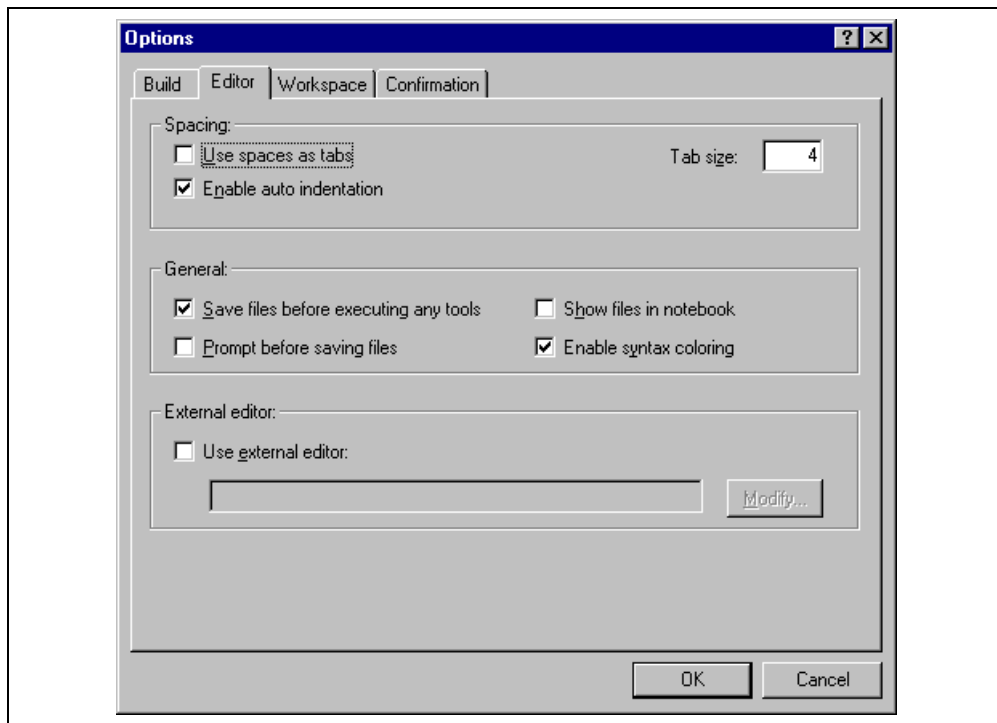 Options
Build Editor Workspace Confirmation
Spacing:
Use spaces as tabs Tab size: 4
Enable auto indentation
General:
Save files before executing any tools Show files in notebook
Prompt before saving files Enable syntax coloring
External editor:
Use external editor:
Modify...
OK Cancel